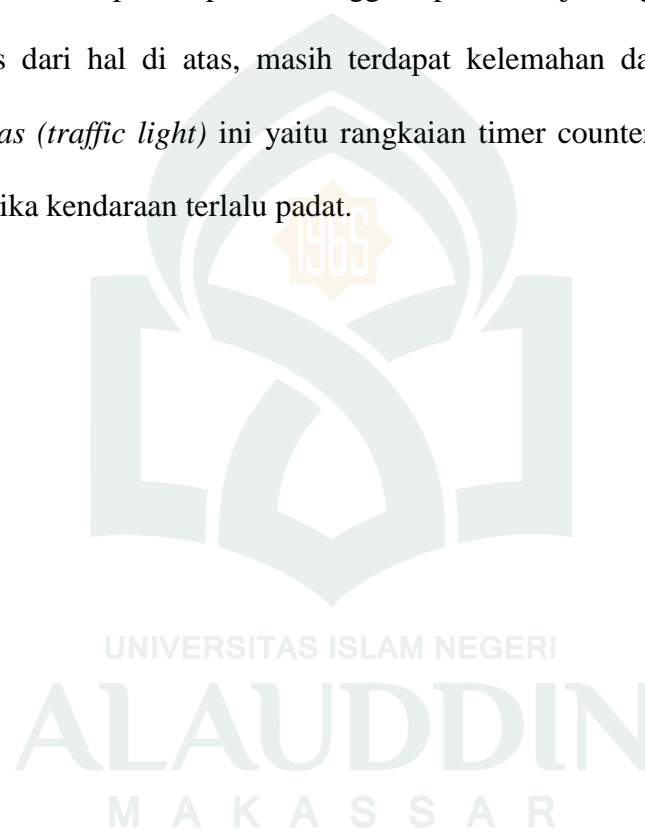 s dari hal di atas, masih terdapat kelemahan da
as (traffic light) ini yaitu rangkaian timer counter
ika kendaraan terlalu padat.
1965
UNIVERSITAS ISLAM NEGERI
ALAUDDIN
MAKASSAR